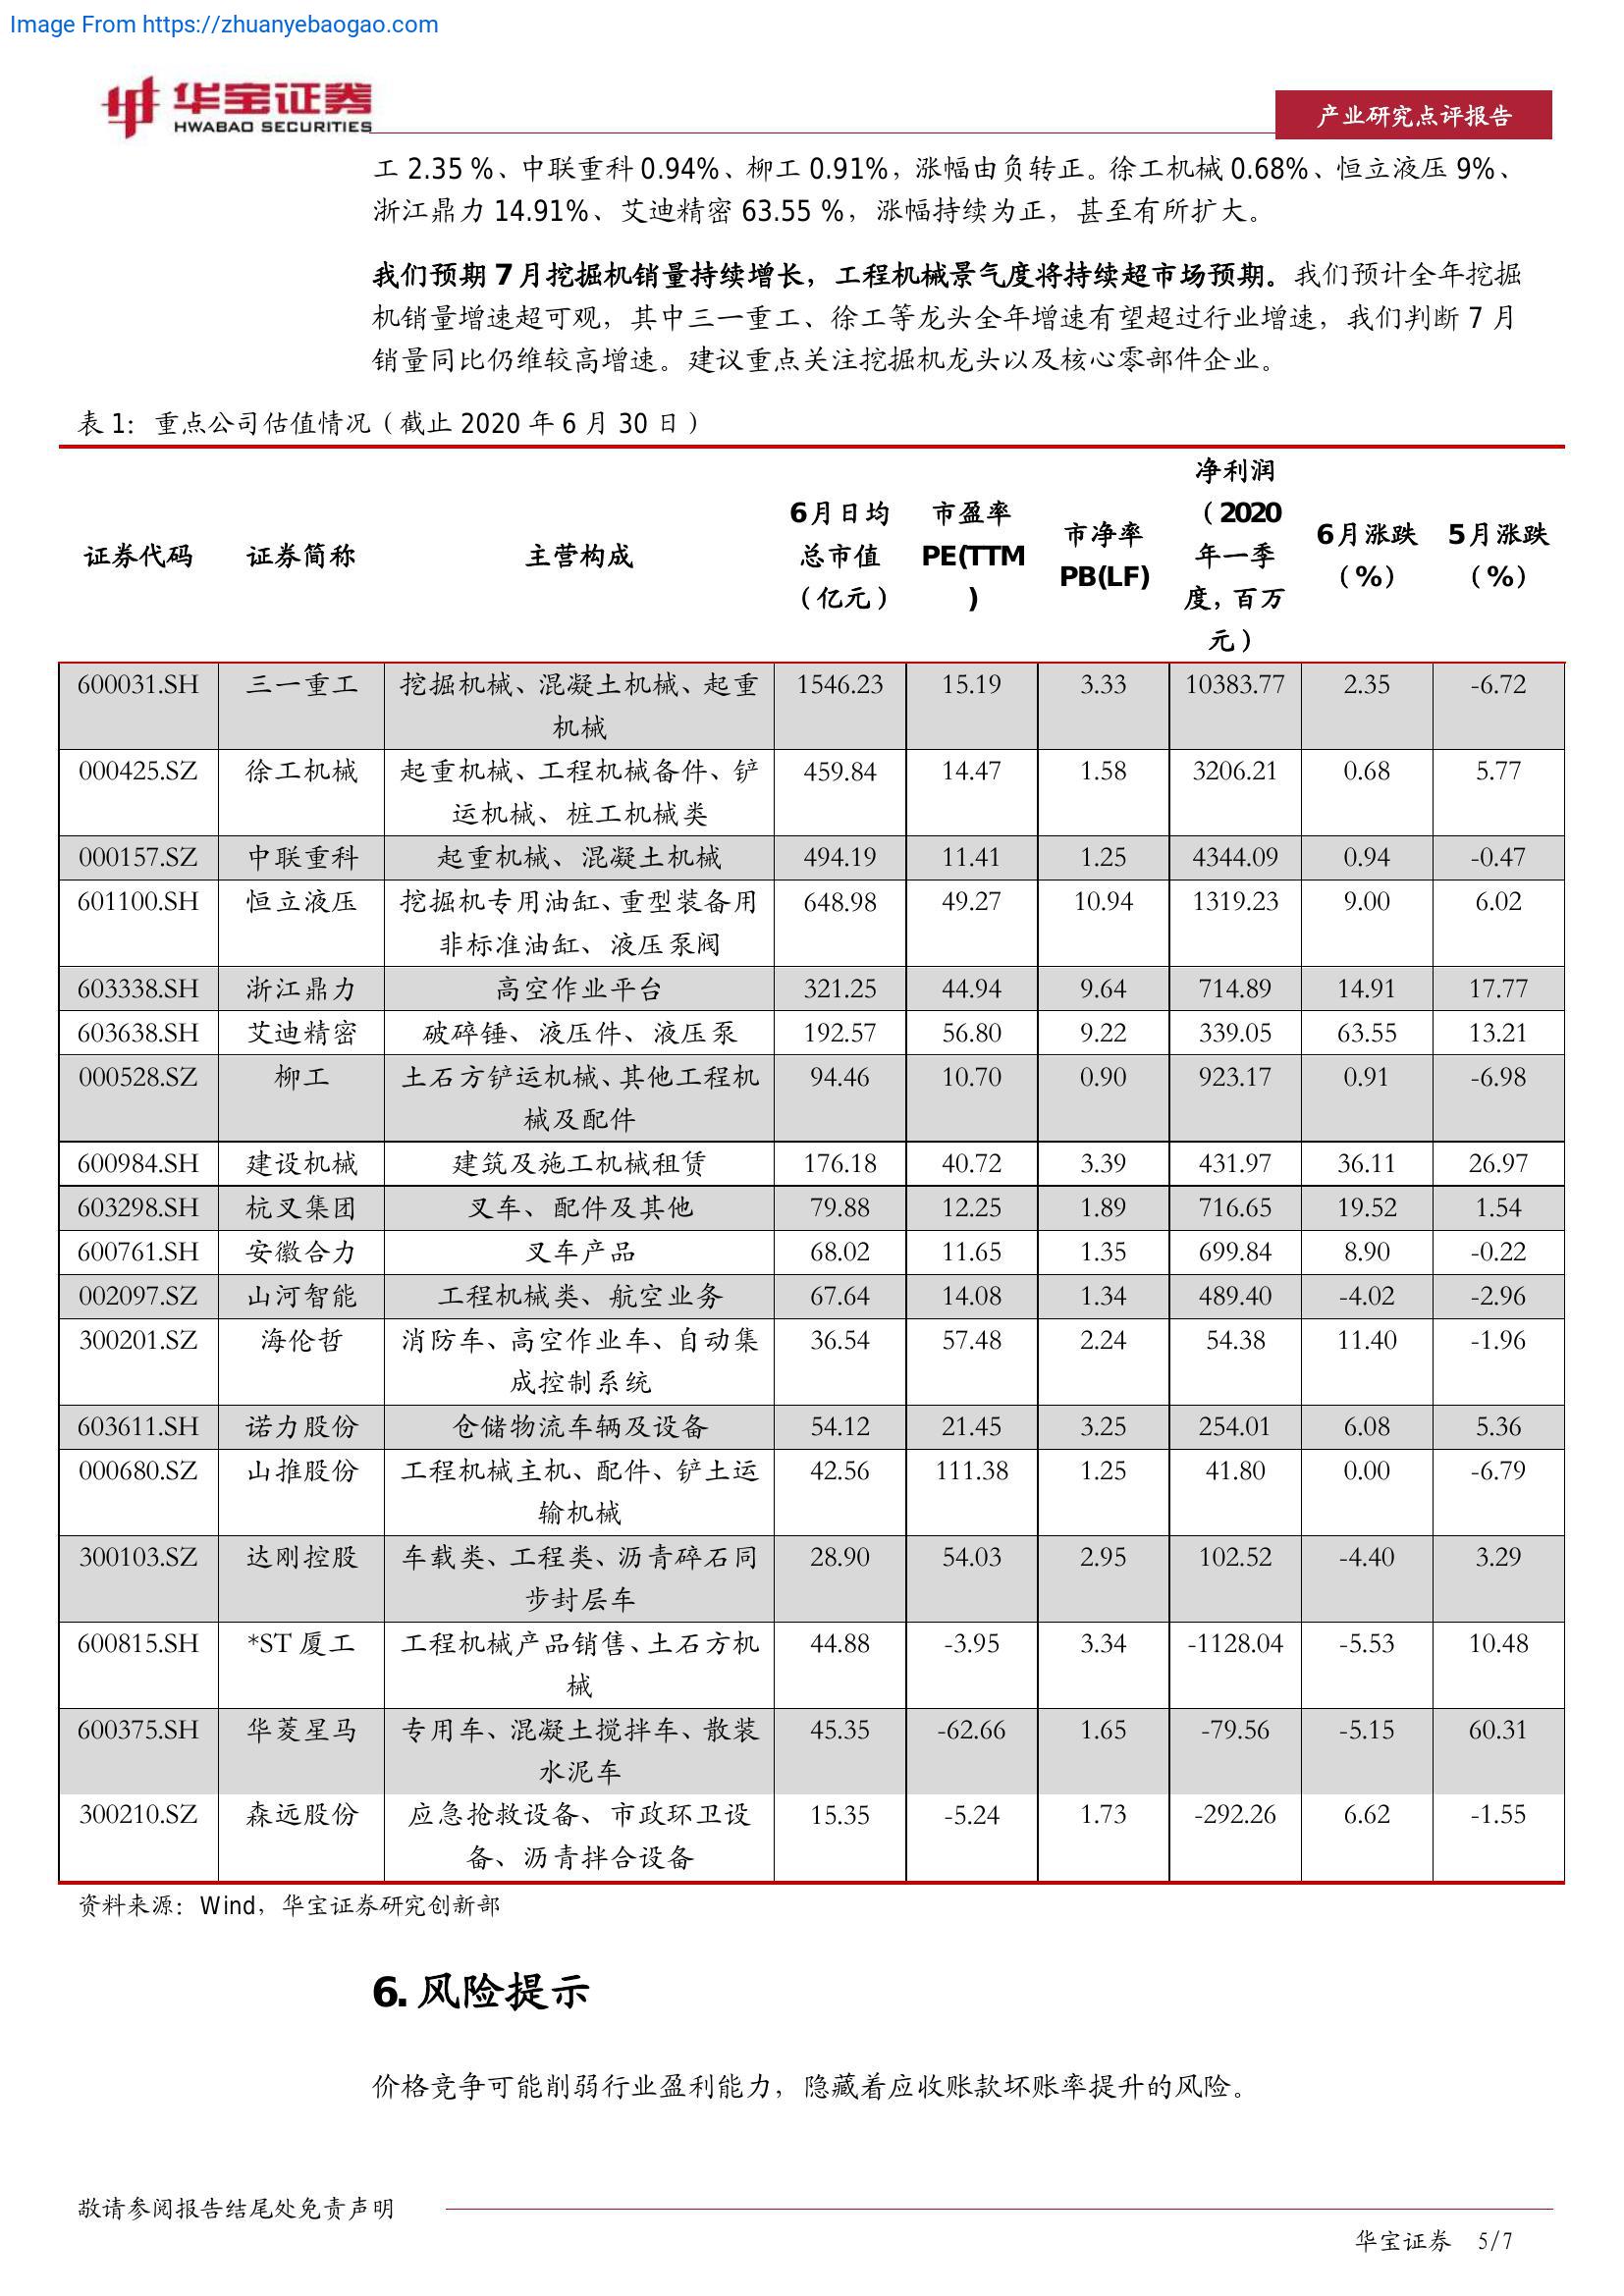 Image From https://zhuanyebaogao.com
华宝证券
HWABAO SECURITIES
产业研究点评报告
工 2.35 %、中联重科 0.94%、柳工 0.91%，涨幅由负转正。徐工机械 0.68%、恒立液压 9%、
浙江鼎力 14.91%、艾迪精密 63.55 %，涨幅持续为正，甚至有所扩大。
我们预期 7 月挖掘机销量持续增长，工程机械景气度将持续超市场预期。我们预计全年挖掘
机销量增速超可观，其中三一重工、徐工等龙头全年增速有望超过行业增速，我们判断 7 月
销量同比仍维较高增速。建议重点关注挖掘机龙头以及核心零部件企业。
表 1：重点公司估值情况（截止 2020 年 6 月 30 日）
证券代码 证券简称 主营构成 6月日均总市值（亿元） 市盈率PE(TTM) 市净率PB(LF) 净利润（2020年一季度，百万元） 6月涨跌（%） 5月涨跌（%）
600031.SH 三一重工 挖掘机械、混凝土机械、起重 1546.23 15.19 3.33 10383.77 2.35 -6.72
机械
000425.SZ 徐工机械 起重机械、工程机械备件、铲 459.84 14.47 1.58 3206.21 0.68 5.77
运机械、桩工机械类
000157.SZ 中联重科 起重机械、混凝土机械 494.19 11.41 1.25 4344.09 0.94 -0.47
601100.SH 恒立液压 挖掘机专用油缸、重型装备用 648.98 49.27 10.94 1319.23 9.00 6.02
非标准油缸、液压泵阀
603338.SH 浙江鼎力 高空作业平台 321.25 44.94 9.64 714.89 14.91 17.77
603638.SH 艾迪精密 破碎锤、液压件、液压泵 192.57 56.80 9.22 339.05 63.55 13.21
000528.SZ 柳工 土石方铲运机械、其他工程机 94.46 10.70 0.90 923.17 0.91 -6.98
械及配件
600984.SH 建设机械 建筑及施工机械租赁 176.18 40.72 3.39 431.97 36.11 26.97
603298.SH 杭叉集团 叉车、配件及其他 79.88 12.25 1.89 716.65 19.52 1.54
600761.SH 安徽合力 叉车产品 68.02 11.65 1.35 699.84 8.90 -0.22
002097.SZ 山河智能 工程机械类、航空业务 67.64 14.08 1.34 489.40 -4.02 -2.96
300201.SZ 海伦哲 消防车、高空作业车、自动集 36.54 57.48 2.24 54.38 11.40 -1.96
成控制系统
603611.SH 诺力股份 仓储物流车辆及设备 54.12 21.45 3.25 254.01 6.08 5.36
000680.SZ 山推股份 工程机械主机、配件、铲土运 42.56 111.38 1.25 41.80 0.00 -6.79
输机械
300103.SZ 达刚控股 车载类、工程类、沥青碎石同 28.90 54.03 2.95 102.52 -4.40 3.29
步封层车
600815.SH *ST 厦工 工程机械产品销售、土石方机 44.88 -3.95 3.34 -1128.04 -5.53 10.48
械
600375.SH 华菱星马 专用车、混凝土搅拌车、散装 45.35 -62.66 1.65 -79.56 -5.15 60.31
水泥车
300210.SZ 森远股份 应急抢救设备、市政环卫设 15.35 -5.24 1.73 -292.26 6.62 -1.55
备、沥青拌合设备
资料来源：Wind，华宝证券研究创新部
6. 风险提示
价格竞争可能削弱行业盈利能力，隐藏着应收账款坏账率提升的风险。
敬请参阅报告结尾处免责声明
华宝证券 5/7